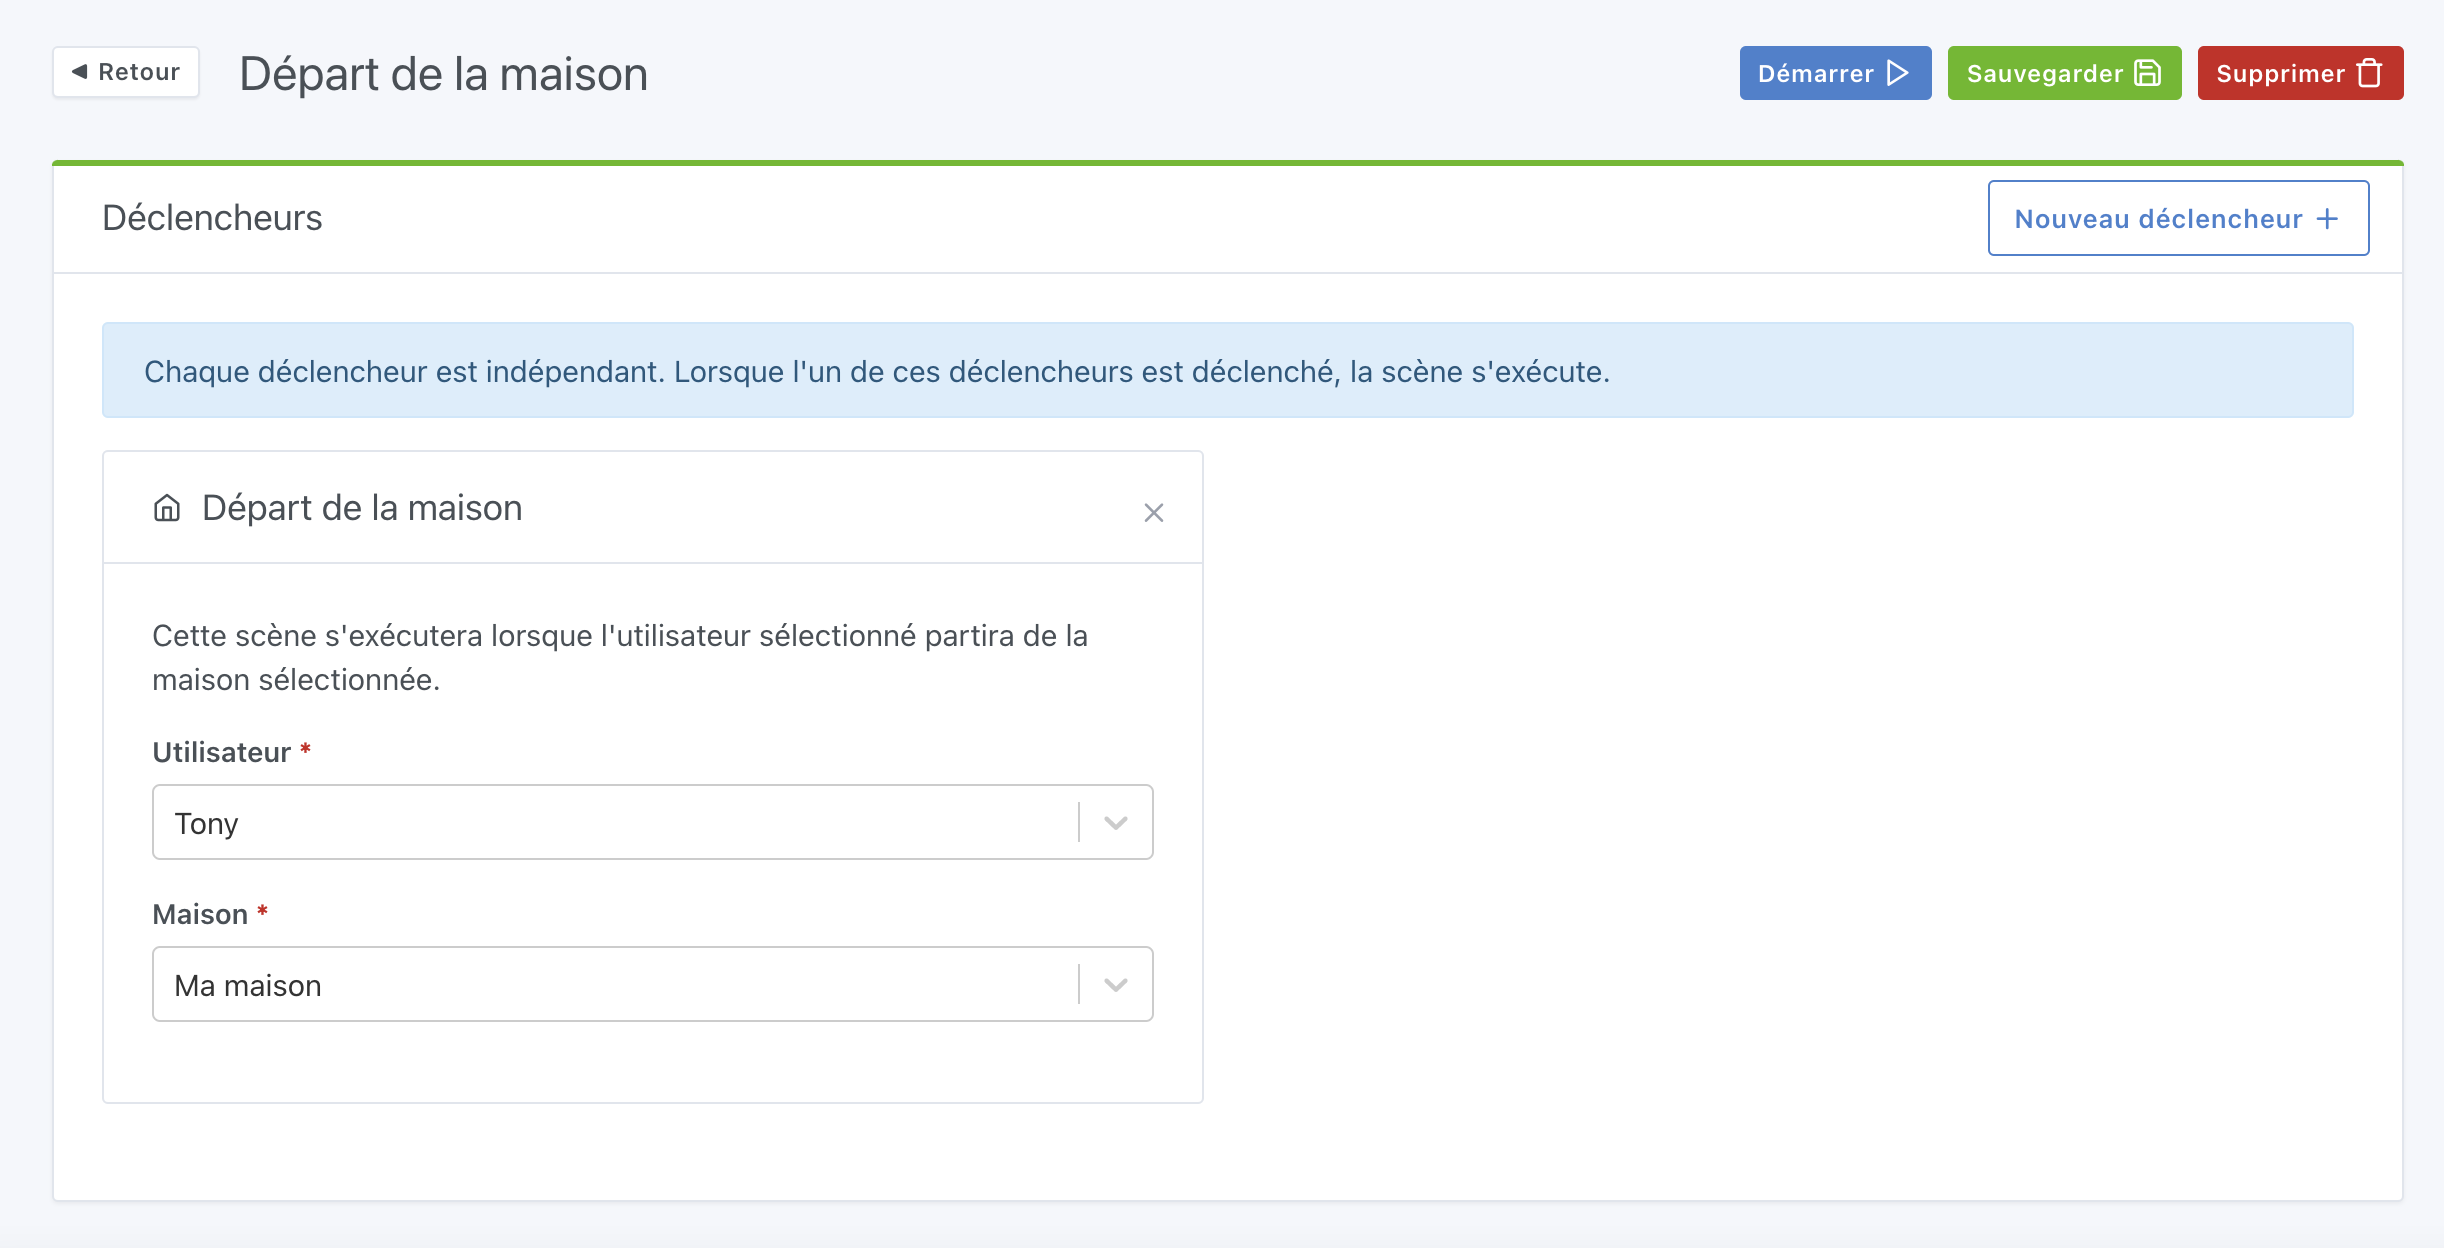 Retour
Départ de la maison
Démarrer
Sauvegarder
Supprimer
Déclencheurs
Nouveau déclencheur +
Chaque déclencheur est indépendant. Lorsque l'un de ces déclencheurs est déclenché, la scène s'exécute.
Départ de la maison
Cette scène s'exécutera lorsque l'utilisateur sélectionné partira de la
maison sélectionnée.
Utilisateur *
Tony
Maison *
Ma maison